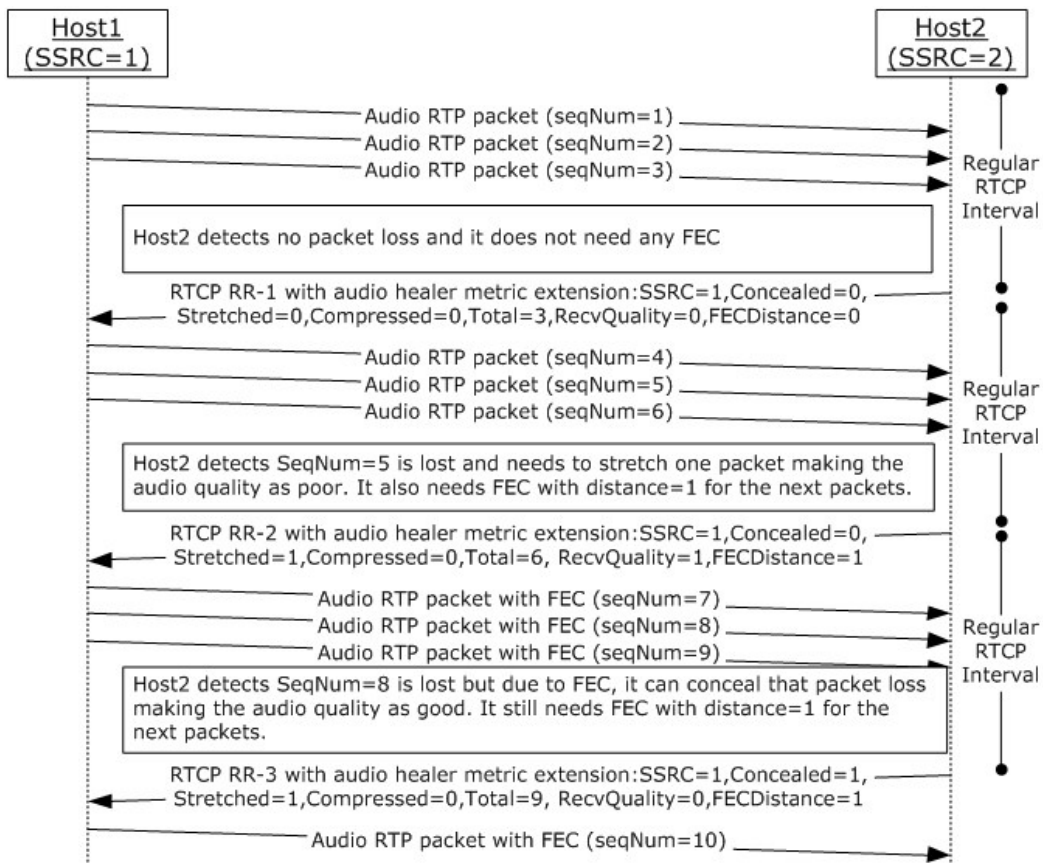 Host1
(SSRC=1)
Host2
(SSRC=2)
Audio RTP packet (seqNum=1)
Audio RTP packet (seqNum=2)
Audio RTP packet (seqNum=3)
Regular
RTCP
Interval
Host2 detects no packet loss and it does not need any FEC
RTCP RR-1 with audio healer metric extension:SSRC=1,Concealed=0,
Stretched=0,Compressed=0,Total=3,RecvQuality=0,FECDistance=0
Audio RTP packet (seqNum=4)
Audio RTP packet (seqNum=5)
Audio RTP packet (seqNum=6)
Regular
RTCP
Interval
Host2 detects SeqNum=5 is lost and needs to stretch one packet making the
audio quality as poor. It also needs FEC with distance=1 for the next packets.
RTCP RR-2 with audio healer metric extension:SSRC=1,Concealed=0,
Stretched=1,Compressed=0,Total=6, RecvQuality=1,FECDistance=1
Audio RTP packet with FEC (seqNum=7)
Audio RTP packet with FEC (seqNum=8)
Audio RTP packet with FEC (seqNum=9)
Regular
RTCP
Interval
Host2 detects SeqNum=8 is lost but due to FEC, it can conceal that packet loss
making the audio quality as good. It still needs FEC with distance=1 for the
next packets.
RTCP RR-3 with audio healer metric extension:SSRC=1,Concealed=1,
Stretched=1,Compressed=0,Total=9, RecvQuality=0,FECDistance=1
Audio RTP packet with FEC (seqNum=10)